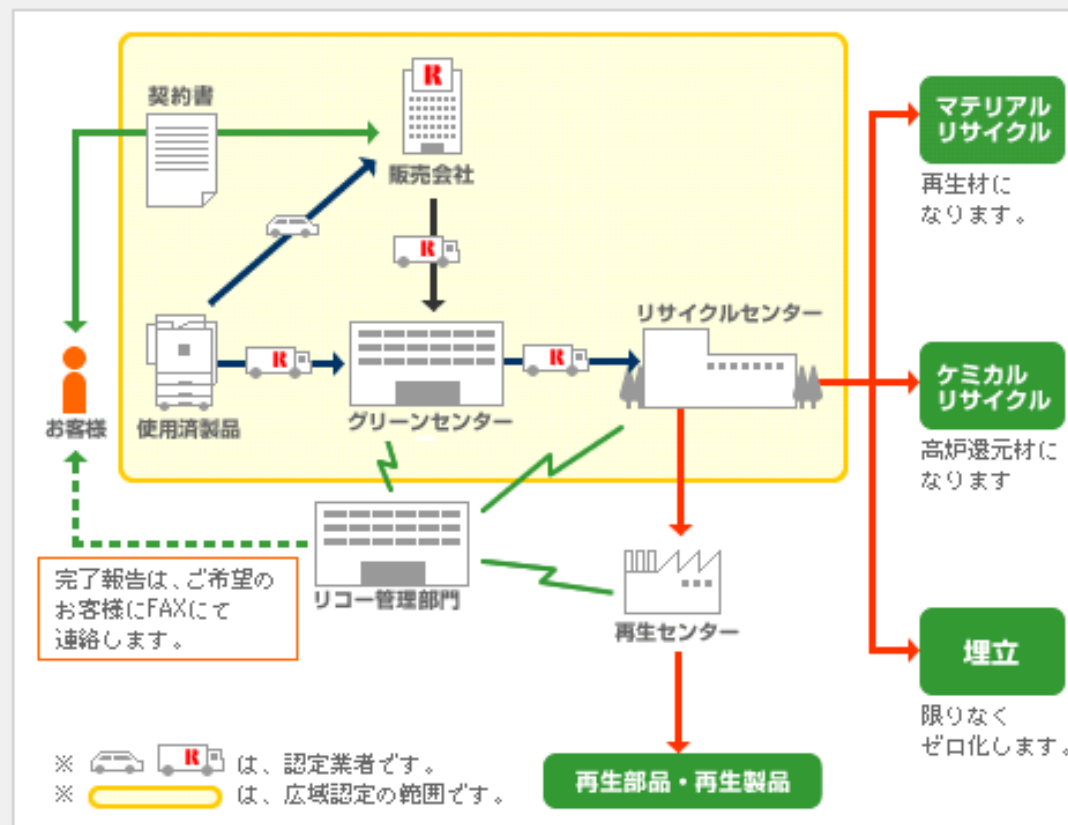 契約書
R
販売会社
R
使用済製品
R
グリーンセンター
R
リサイクルセンター
お客様
マテリアル
リサイクル
再生材に
なります。
ケミカル
リサイクル
高炉還元材に
なります
埋立
限りなく
ゼロ化します。
リコー管理部門
完了報告は、ご希望の
お客様にFAXにて
連絡します。
再生センター
再生部品・再生製品
※ R は、認定業者です。
※ は、広域認定の範囲です。